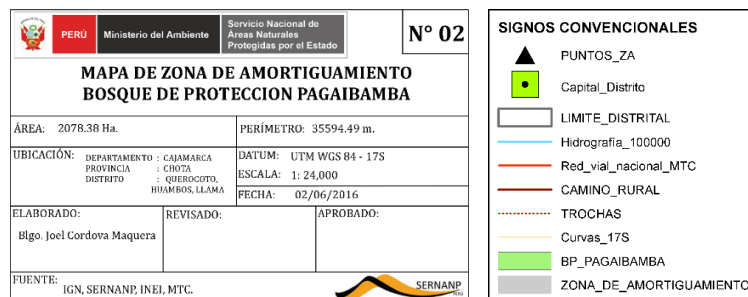 PERÚ
Ministerio del Ambiente
Servicio Nacional de
Áreas Naturales
Protegidas por el Estado
N° 02
MAPA DE ZONA DE AMORTIGUAMIENTO
BOSQUE DE PROTECCION PAGAIBAMBA
ÁREA: 2078.38 Ha.
PERÍMETRO: 35594.49 m.
UBICACIÓN:
DEPARTAMENTO : CAJAMARCA
PROVINCIA : CHOTA
DISTRITO : QUEROCOTO,
HUAMBOS, LLAMA
DATUM: UTM WGS 84 - 17S
ESCALA: 1: 24,000
FECHA: 02/06/2016
ELABORADO:
Blgo. Joel Cordova Maquera
REVISADO:
APROBADO:
FUENTE:
IGN, SERNANP, INEI, MTC.
SERNANP
SIGNOS CONVENCIONALES
PUNTOS_ZA
Capital_Distrito
LIMITE_DISTRITAL
Hidrografía_100000
Red_vial_nacional_MTC
CAMINO_RURAL
TROCHAS
Curvas_17S
BP_PAGAIBAMBA
ZONA_DE_AMORTIGUAMIENTO